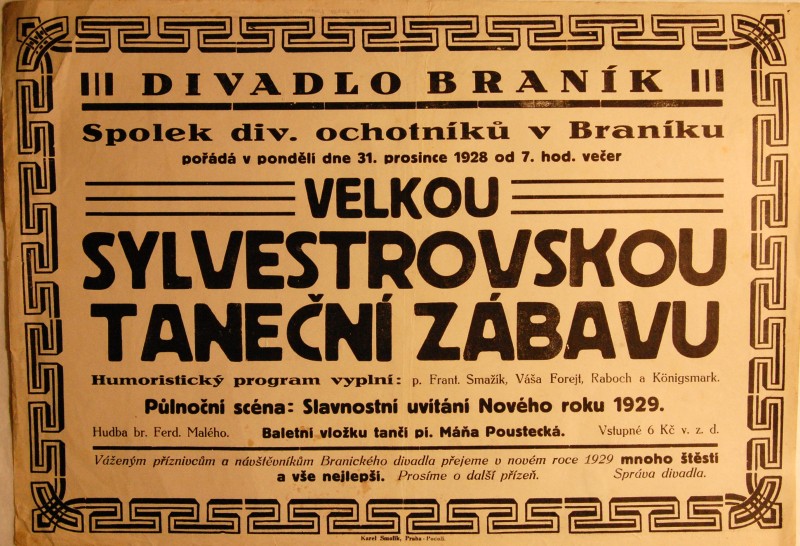 DIVADLO BRANÍK
Spolek div. ochotníků v Braníku
pořádá v pondělí dne 31. prosince 1928 od 7. hod. večer
VELKOU
SYLVESTROVSKOU
TANEČNÍ ZÁBAVU
Humoristický program vyplní: p. Frant. Smažík, Váša Forejt, Raboch a Königsmark.
Půlnoční scéna: Slavnostní uvítání Nového roku 1929.
Hudba br. Ferd. Malého. Baletní vložku tančí pí. Máňa Poustecká. Vstupné 6 Kč v. z. d.
Váženým příznivcům a návštěvníkům Branického divadla přejeme v novém roce 1929 mnoho štěstí
a vše nejlepší. Prosíme o další přízeň. Správa divadla.
Karel Smolík, Praha-